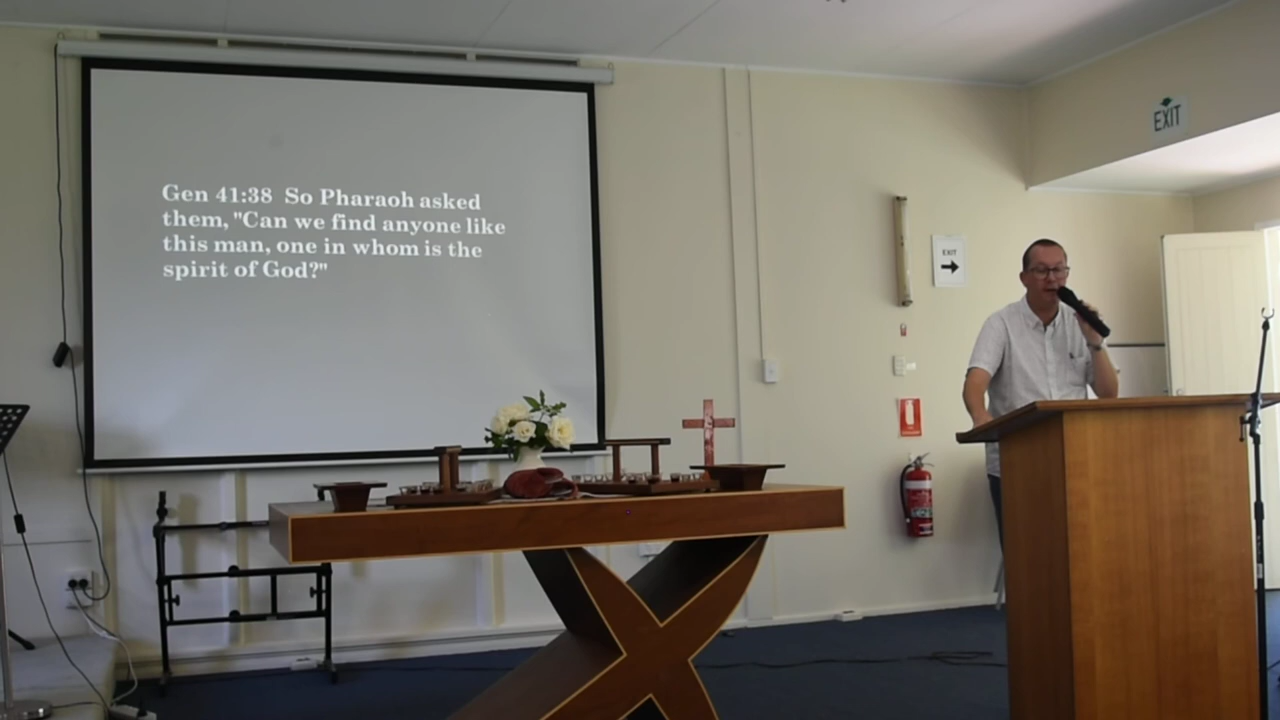 Gen 41:38  So Pharaoh asked
them, "Can we find anyone like
this man, one in whom is the
spirit of God?"
EXIT
EXIT